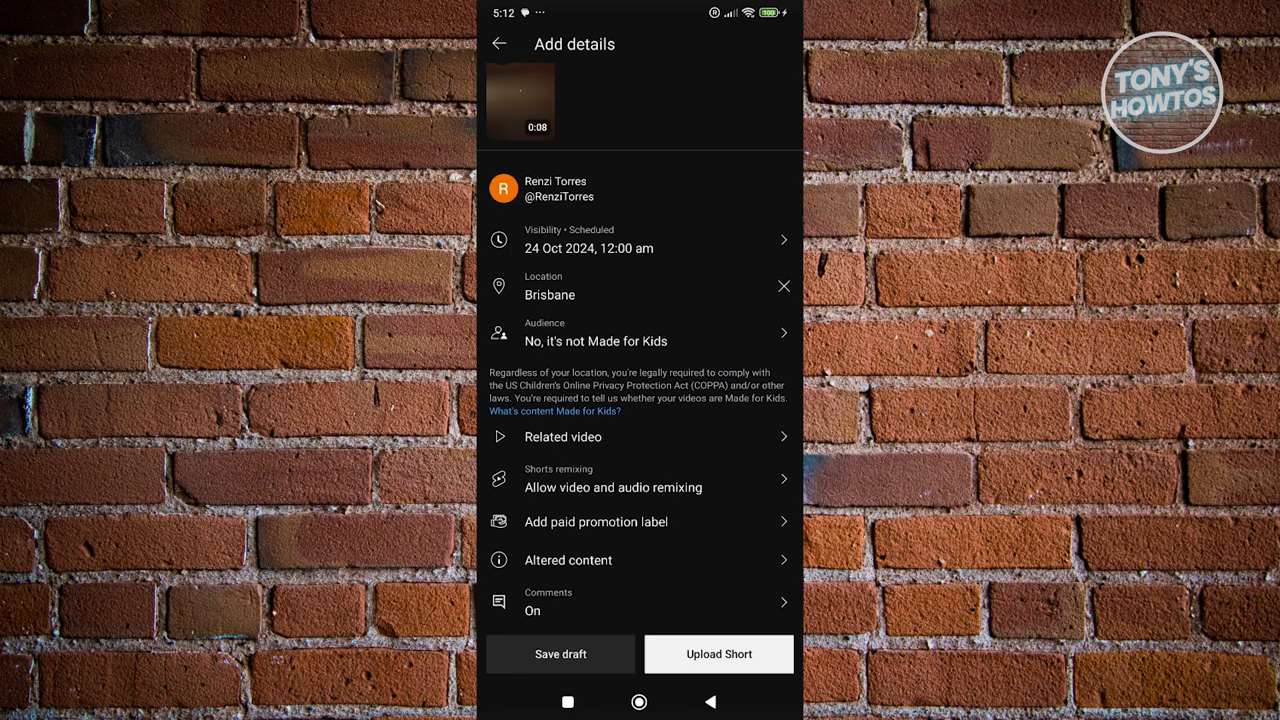 5:12
100
Add details
TONY'S
HOWTOS
0:08
R
Renzi Torres
@RenziTorres
Visibility • Scheduled
24 Oct 2024, 12:00 am
Location
Brisbane
Audience
No, it's not Made for Kids
Regardless of your location, you're legally required to comply with
the US Children's Online Privacy Protection Act (COPPA) and/or other
laws. You're required to tell us whether your videos are Made for Kids.
What's content Made for Kids?
Related video
Shorts remixing
Allow video and audio remixing
Add paid promotion label
Altered content
Comments
On
Save draft
Upload Short